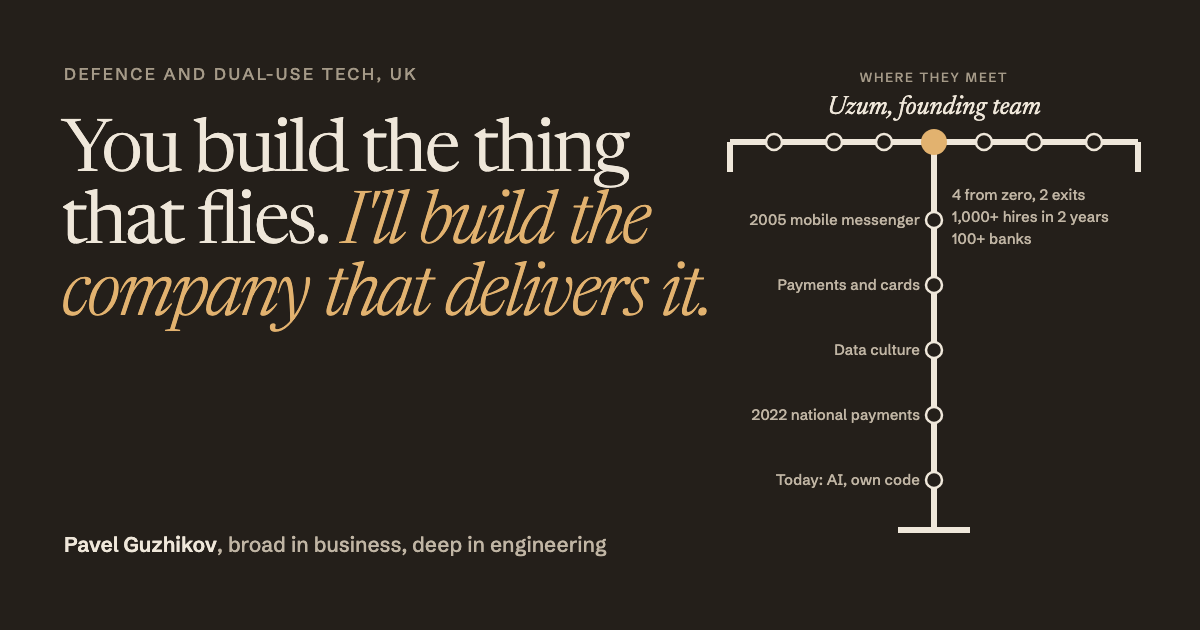 DEFENCE AND DUAL-USE TECH, UK
You build the thing
that flies. I'll build the
company that delivers it.
Pavel Guzhikov, broad in business, deep in engineering
WHERE THEY MEET
Uzum, founding team
4 from zero, 2 exits
1,000+ hires in 2 years
100+ banks
2005 mobile messenger
Payments and cards
Data culture
2022 national payments
Today: AI, own code